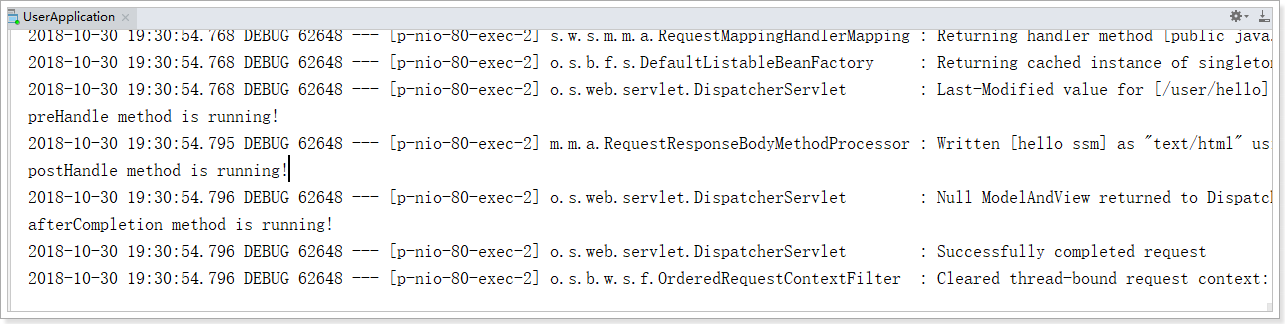 UserApplication
2018-10-30 19:30:54.768 DEBUG 62648 --- [p-nio-80-exec-2] s.w.s.m.m.a.RequestMappingHandlerMapping : Returning handler method [public java.
2018-10-30 19:30:54.768 DEBUG 62648 --- [p-nio-80-exec-2] o.s.b.f.s.DefaultListableBeanFactory : Returning cached instance of singleton
2018-10-30 19:30:54.768 DEBUG 62648 --- [p-nio-80-exec-2] o.s.web.servlet.DispatcherServlet : Last-Modified value for [/user/hello]
preHandle method is running!
2018-10-30 19:30:54.795 DEBUG 62648 --- [p-nio-80-exec-2] m.m.a.RequestResponseBodyMethodProcessor : Written [hello ssm] as "text/html" us
postHandle method is running!
2018-10-30 19:30:54.796 DEBUG 62648 --- [p-nio-80-exec-2] o.s.web.servlet.DispatcherServlet : Null ModelAndView returned to Dispatc
afterCompletion method is running!
2018-10-30 19:30:54.796 DEBUG 62648 --- [p-nio-80-exec-2] o.s.web.servlet.DispatcherServlet : Successfully completed request
2018-10-30 19:30:54.796 DEBUG 62648 --- [p-nio-80-exec-2] o.s.b.w.s.f.OrderedRequestContextFilter : Cleared thread-bound request context: